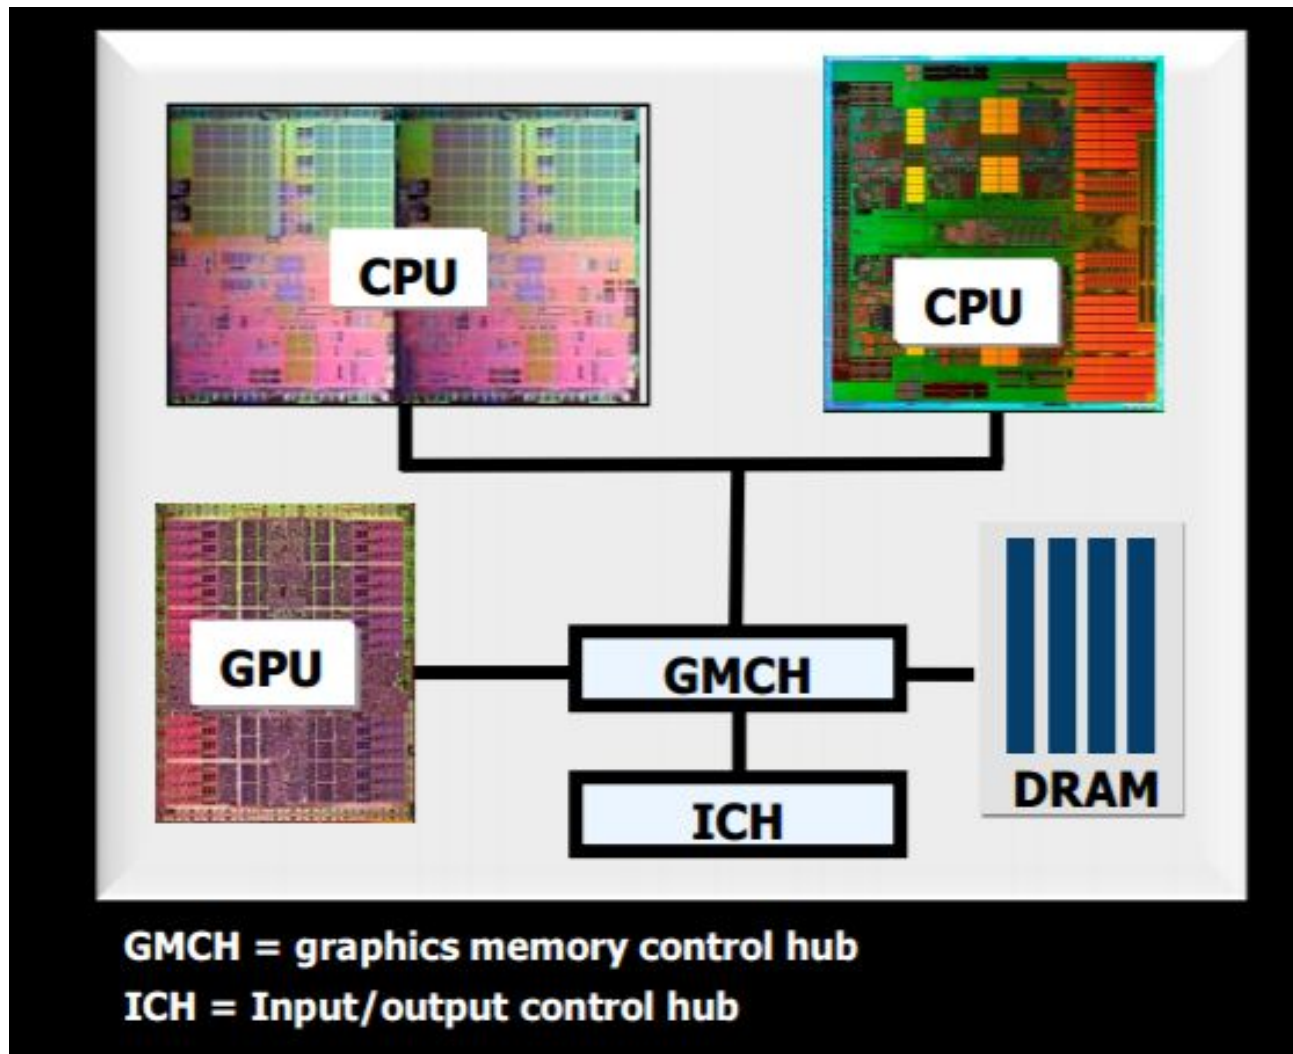 CPU
CPU
GPU
GMCH
ICH
DRAM
GMCH = graphics memory control hub
ICH = Input/output control hub